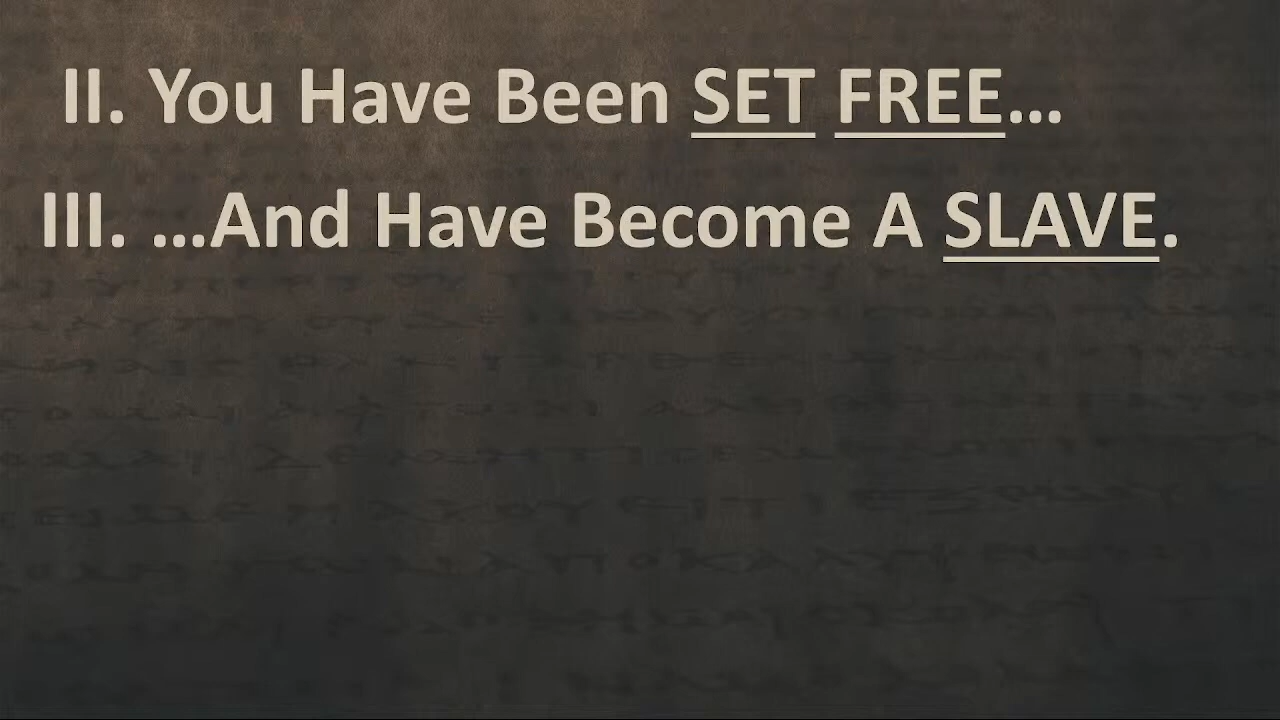 II. You Have Been SET FREE…
III. …And Have Become A SLAVE.